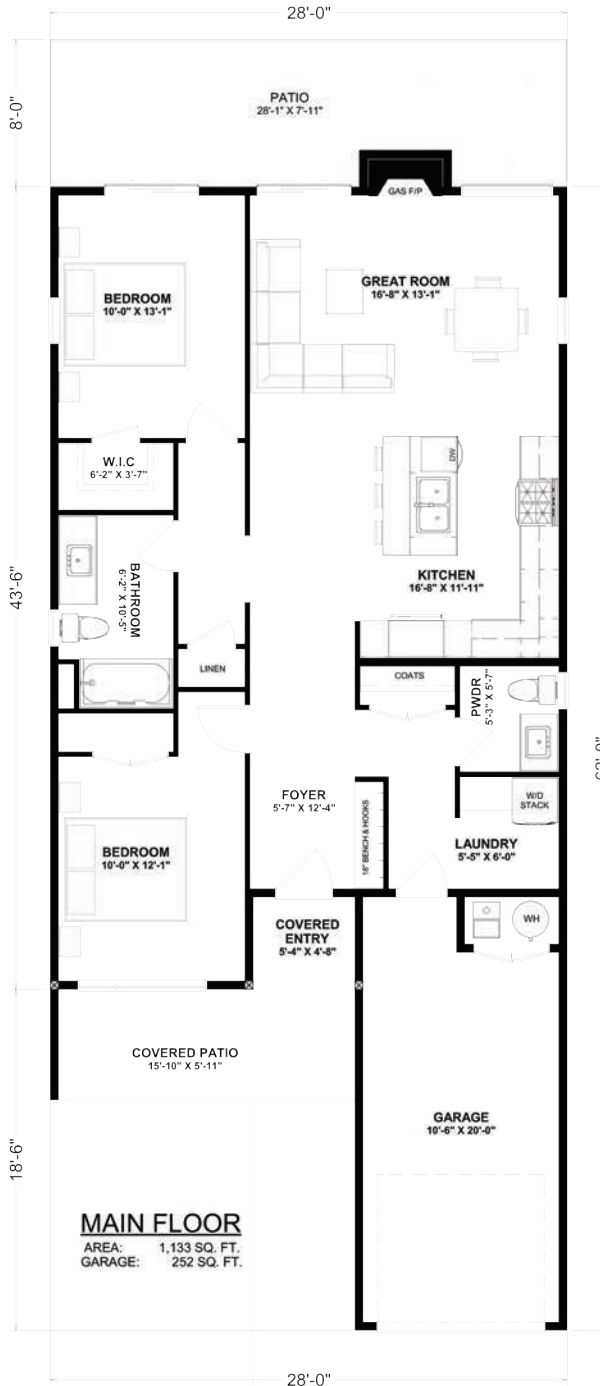 28'-0"
8'-0"
PATIO
28'-1" X 7'-11"
GAS F/P
BEDROOM
10'-0" X 13'-1"
GREAT ROOM
16'-8" X 13'-1"
W.I.C
6'-2" X 3'-7"
DW
43'-6"
BATHROOM
6'-2" X 10'-5"
KITCHEN
16'-8" X 11'-11"
LINEN
COATS
PWDR
5'-3" X 5'-7"
FOYER
5'-7" X 12'-4"
18" BENCH & HOOKS
W/D
STACK
LAUNDRY
5'-5" X 6'-0"
BEDROOM
10'-0" X 12'-1"
COVERED
ENTRY
5'-4" X 4'-8"
WH
COVERED PATIO
15'-10" X 5'-11"
GARAGE
10'-6" X 20'-0"
18'-6"
MAIN FLOOR
AREA: 1,133 SQ. FT.
GARAGE: 252 SQ. FT.
28'-0"